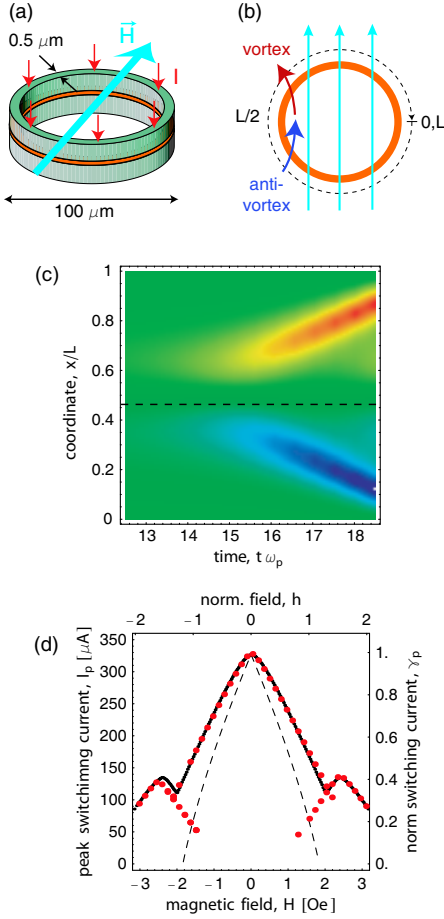 (a)
0.5 μm
H
I
100 μm
(b)
vortex
L/2
0,L
anti-
vortex
(c)
coordinate, x/L
1
0.8
0.6
0.4
0.2
0
13 14 15 16 17 18
time, t ωp
(d)
norm. field, h
−2 −1 0 1 2
peak switchimng current, Ip [μA]
350
300
250
200
150
100
50
0
norm switching current, γp
1.0
0.8
0.6
0.4
0.2
0.
−3 −2 −1 0 1 2 3
magnetic field, H [Oe]